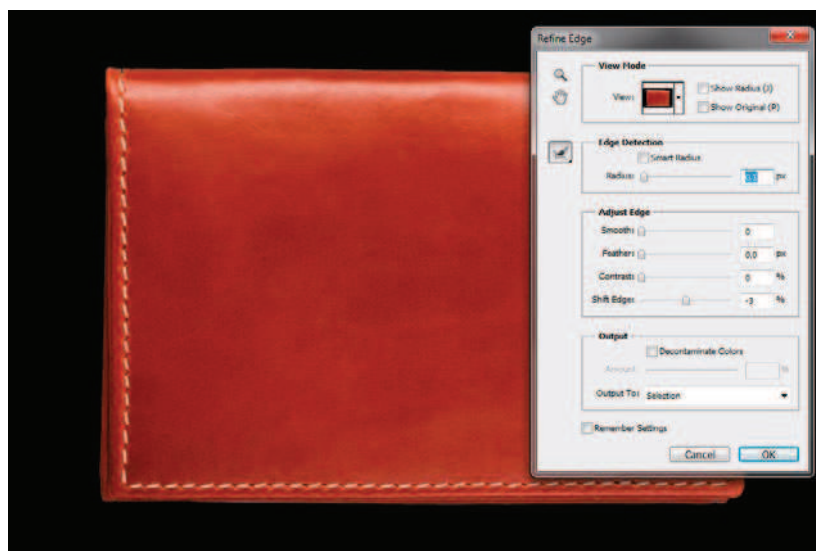 Refine Edge
View Mode
View:
Show Radius (J)
Show Original (P)
Edge Detection
Smart Radius
Radius:
px
Adjust Edge
Smooth: 0
Feather: 0.0 px
Contrast: 0 %
Shift Edge: -3 %
Output
Decontaminate Colors
Amount: %
Output To: Selection
Remember Settings
Cancel OK